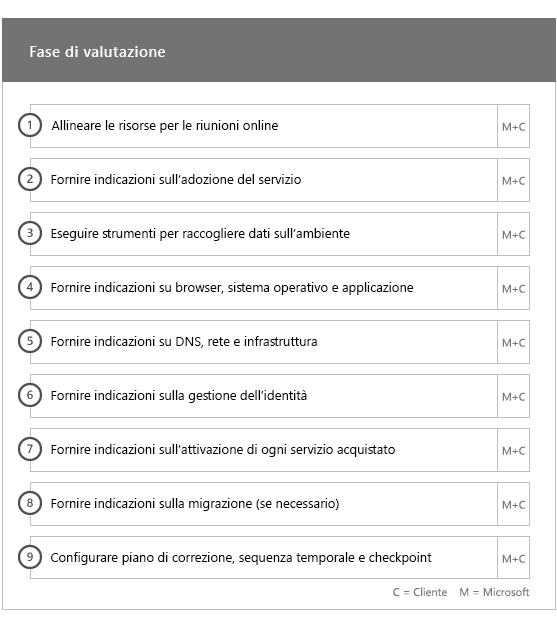 Fase di valutazione
1 Allineare le risorse per le riunioni online M+C
2 Fornire indicazioni sull'adozione del servizio M+C
3 Eseguire strumenti per raccogliere dati sull'ambiente M+C
4 Fornire indicazioni su browser, sistema operativo e applicazione M+C
5 Fornire indicazioni su DNS, rete e infrastruttura M+C
6 Fornire indicazioni sulla gestione dell'identità M+C
7 Fornire indicazioni sull'attivazione di ogni servizio acquistato M+C
8 Fornire indicazioni sulla migrazione (se necessario) M+C
9 Configurare piano di correzione, sequenza temporale e checkpoint M+C
C = Cliente M = Microsoft